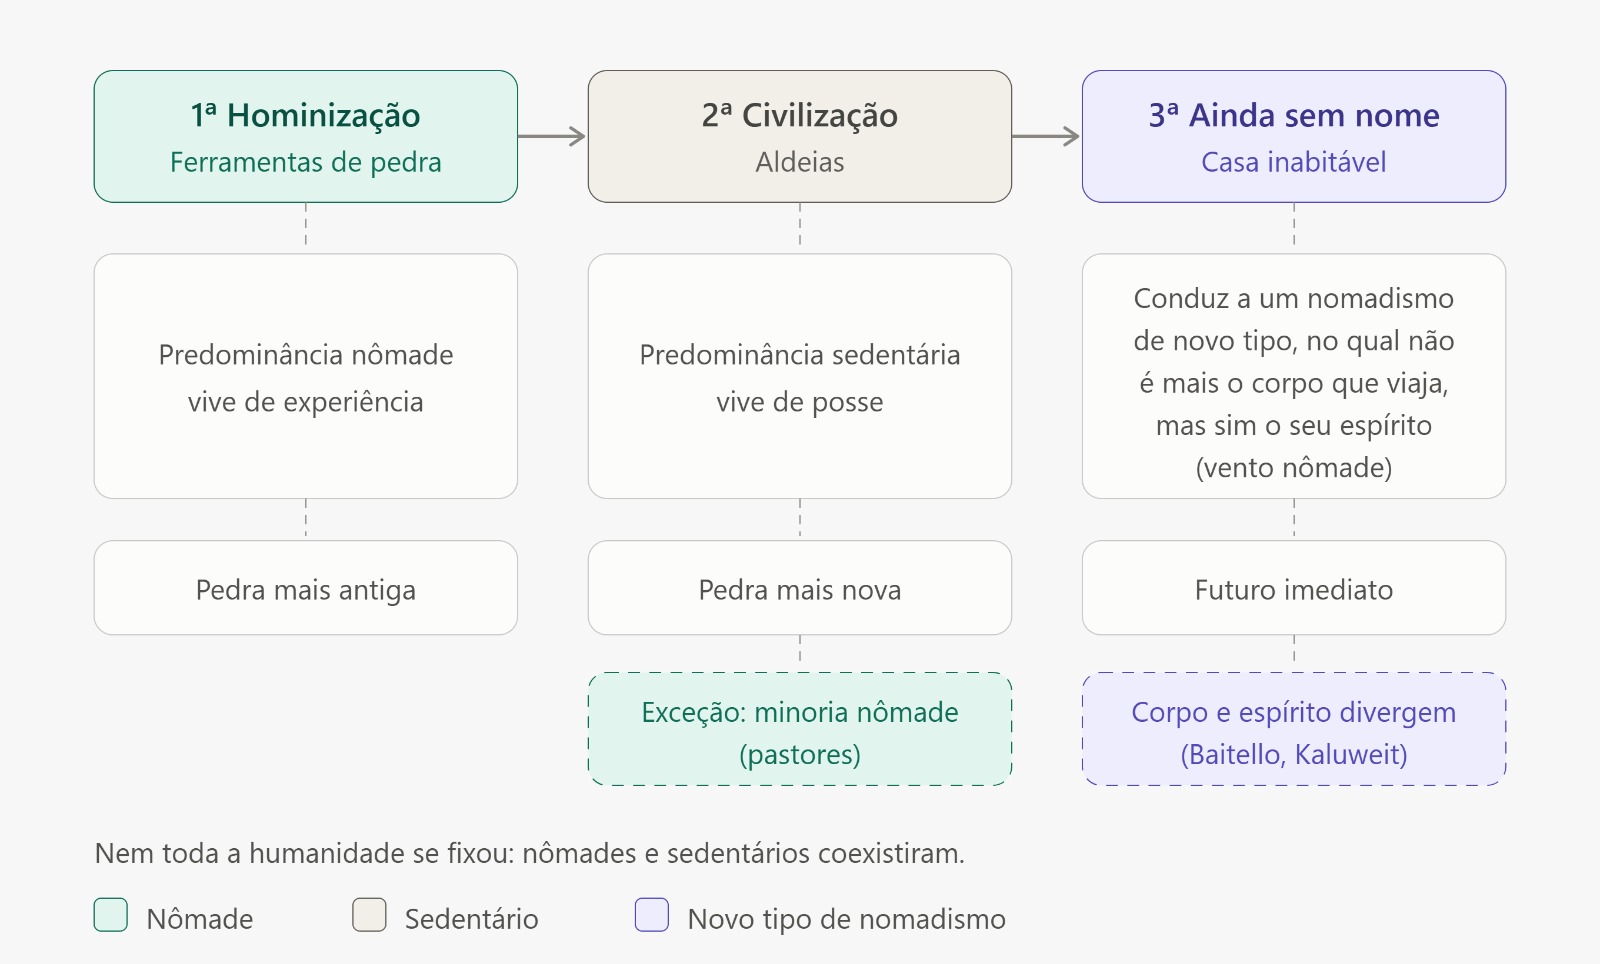 1ª Hominização
Ferramentas de pedra
2ª Civilização
Aldeias
3ª Ainda sem nome
Casa inabitável
Predominância nômade
vive de experiência
Predominância sedentária
vive de posse
Conduz a um nomadismo
de novo tipo, no qual não
é mais o corpo que viaja,
mas sim o seu espírito
(vento nômade)
Pedra mais antiga
Pedra mais nova
Futuro imediato
Exceção: minoria nômade
(pastores)
Corpo e espírito divergem
(Baitello, Kaluweit)
Nem toda a humanidade se fixou: nômades e sedentários coexistiram.
Nômade
Sedentário
Novo tipo de nomadismo